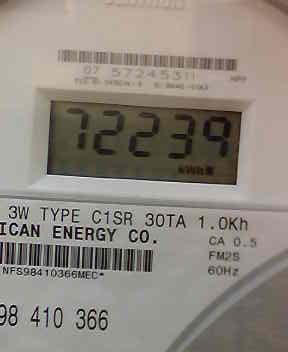 07 57245311
72239
3W TYPE C1SR 30TA 1.0Kh
ICAN ENERGY CO.
CA 0.5
FM2S
NFS98410366MEC*
60Hz
98 410 366